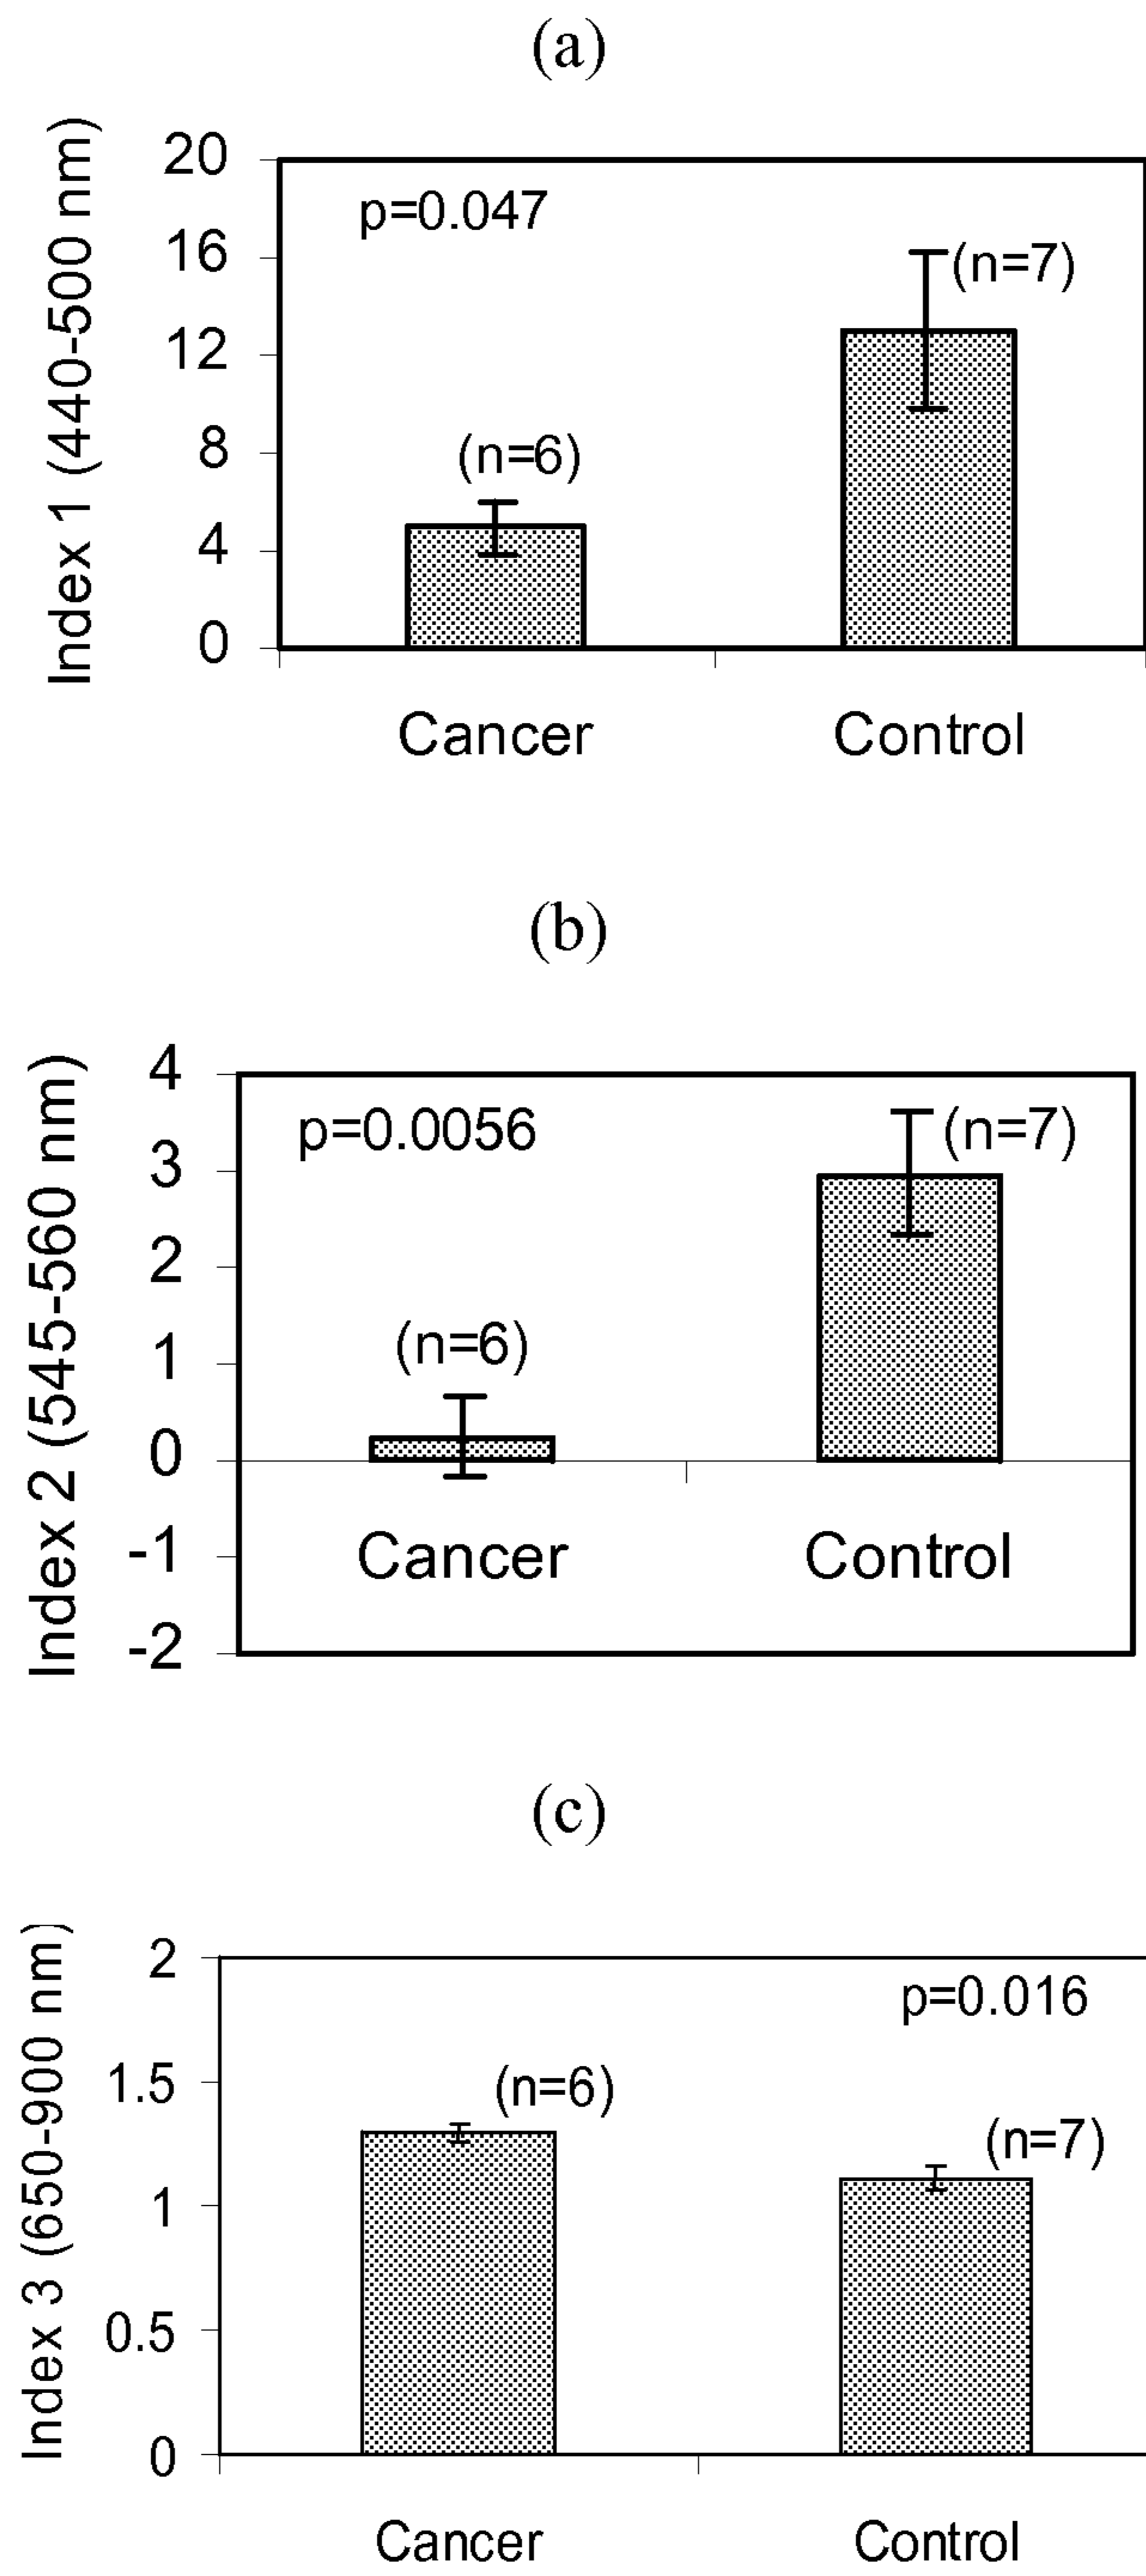 (a)
Index 1 (440-500 nm)
20
16
12
8
4
0
p=0.047
(n=6)
(n=7)
Cancer
Control
(b)
Index 2 (545-560 nm)
4
3
2
1
0
-1
-2
p=0.0056
(n=6)
(n=7)
Cancer
Control
(c)
Index 3 (650-900 nm)
2
1.5
1
0.5
0
p=0.016
(n=6)
(n=7)
Cancer
Control